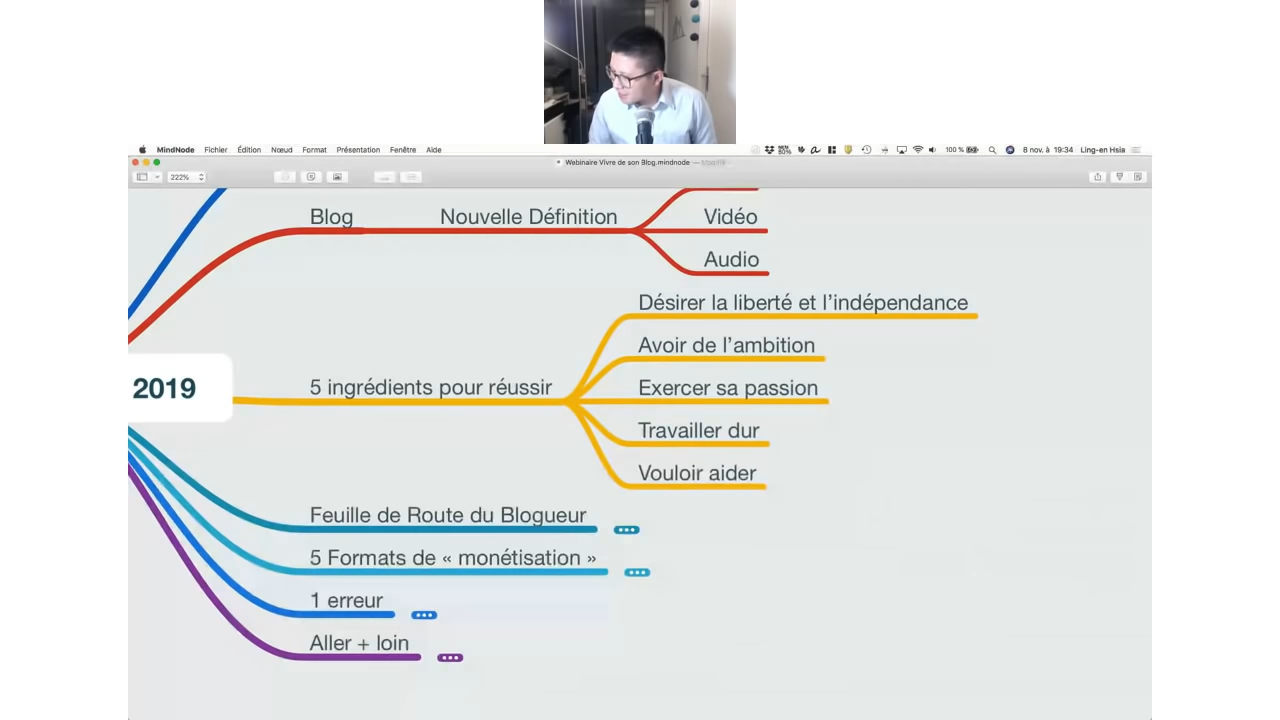 MindNode Fichier Édition Nœud Format Présentation Fenêtre Aide 100 % 8 nov. à 19:34 Ling-en Hsia
Webinaire Vivre de son Blog.mindnode —
222%
Blog Nouvelle Définition Vidéo
Audio
Désirer la liberté et l’indépendance
Avoir de l’ambition
2019 5 ingrédients pour réussir Exercer sa passion
Travailler dur
Vouloir aider
Feuille de Route du Blogueur
5 Formats de « monétisation »
1 erreur
Aller + loin